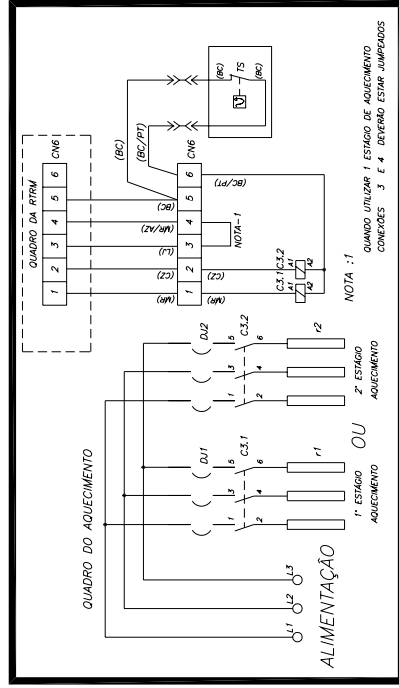 QUADRO DA RTRM
CN6
1 2 3 4 5 6
(MR) (CZ) (LJ) (MR/AZ) (BC)
(BC)
(BC/PT)
CN6
1 2 3 4 5 6
(MR) (CZ) (BC/PT)
NOTA-1
(BC) TS (BC)
C3.1 C3.2
A1 A1
A2 A2
NOTA :1
QUANDO UTILIZAR 1 ESTÁGIO DE AQUECIMENTO
CONEXÕES 3 E 4 DEVERÃO ESTAR JUMPEADOS
QUADRO DO AQUECIMENTO
DJ1
1 3 5
C3.1
2 4 6
r1
1° ESTÁGIO
AQUECIMENTO
OU
DJ2
1 3 5
C3.2
2 4 6
r2
2° ESTÁGIO
AQUECIMENTO
L1 L2 L3
ALIMENTAÇÃO